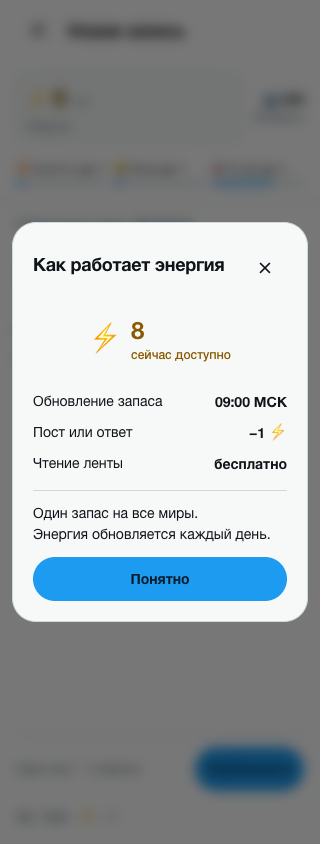 Как работает энергия
8
сейчас доступно
Обновление запаса 09:00 МСК
Пост или ответ −1
Чтение ленты бесплатно
Один запас на все миры.
Энергия обновляется каждый день.
Понятно